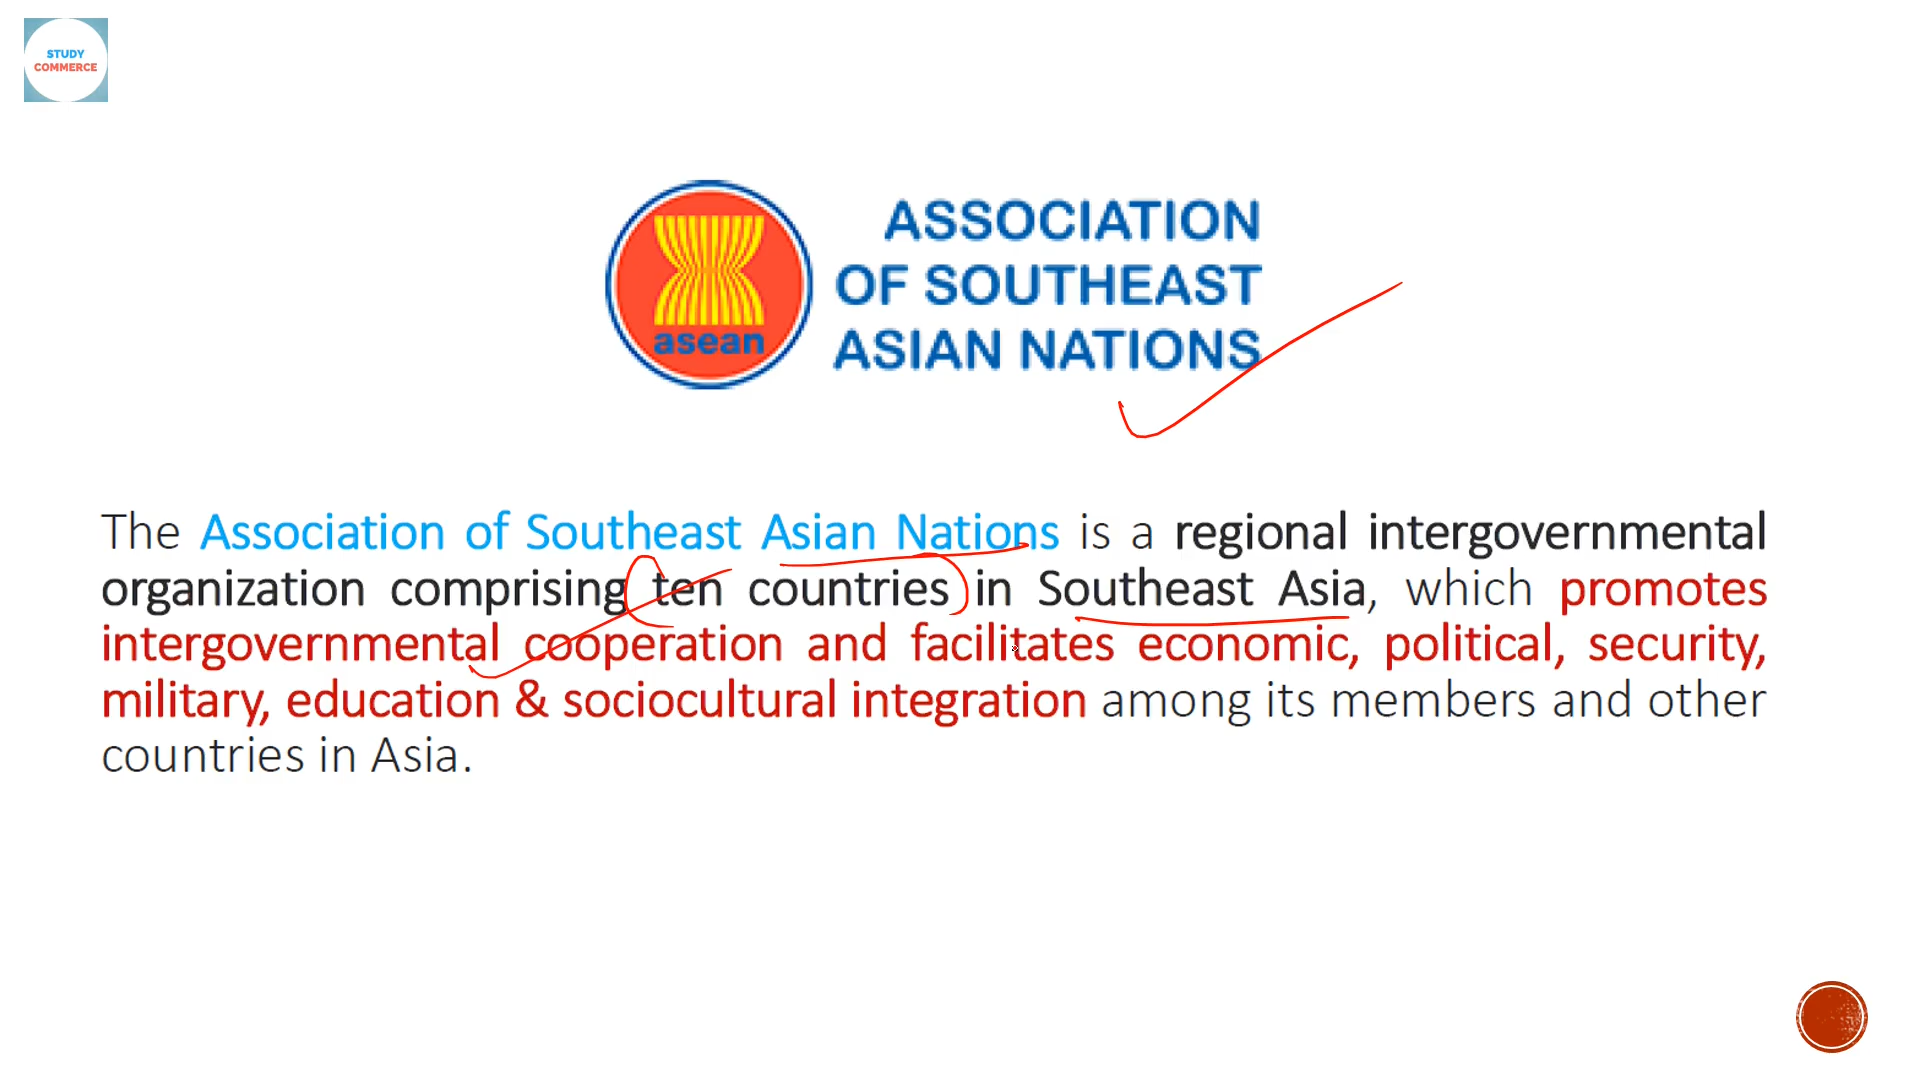 STUDY
COMMERCE
ASSOCIATION
OF SOUTHEAST
ASIAN NATIONS
asean
The Association of Southeast Asian Nations is a regional intergovernmental
organization comprising ten countries in Southeast Asia, which promotes
intergovernmental cooperation and facilitates economic, political, security,
military, education & sociocultural integration among its members and other
countries in Asia.